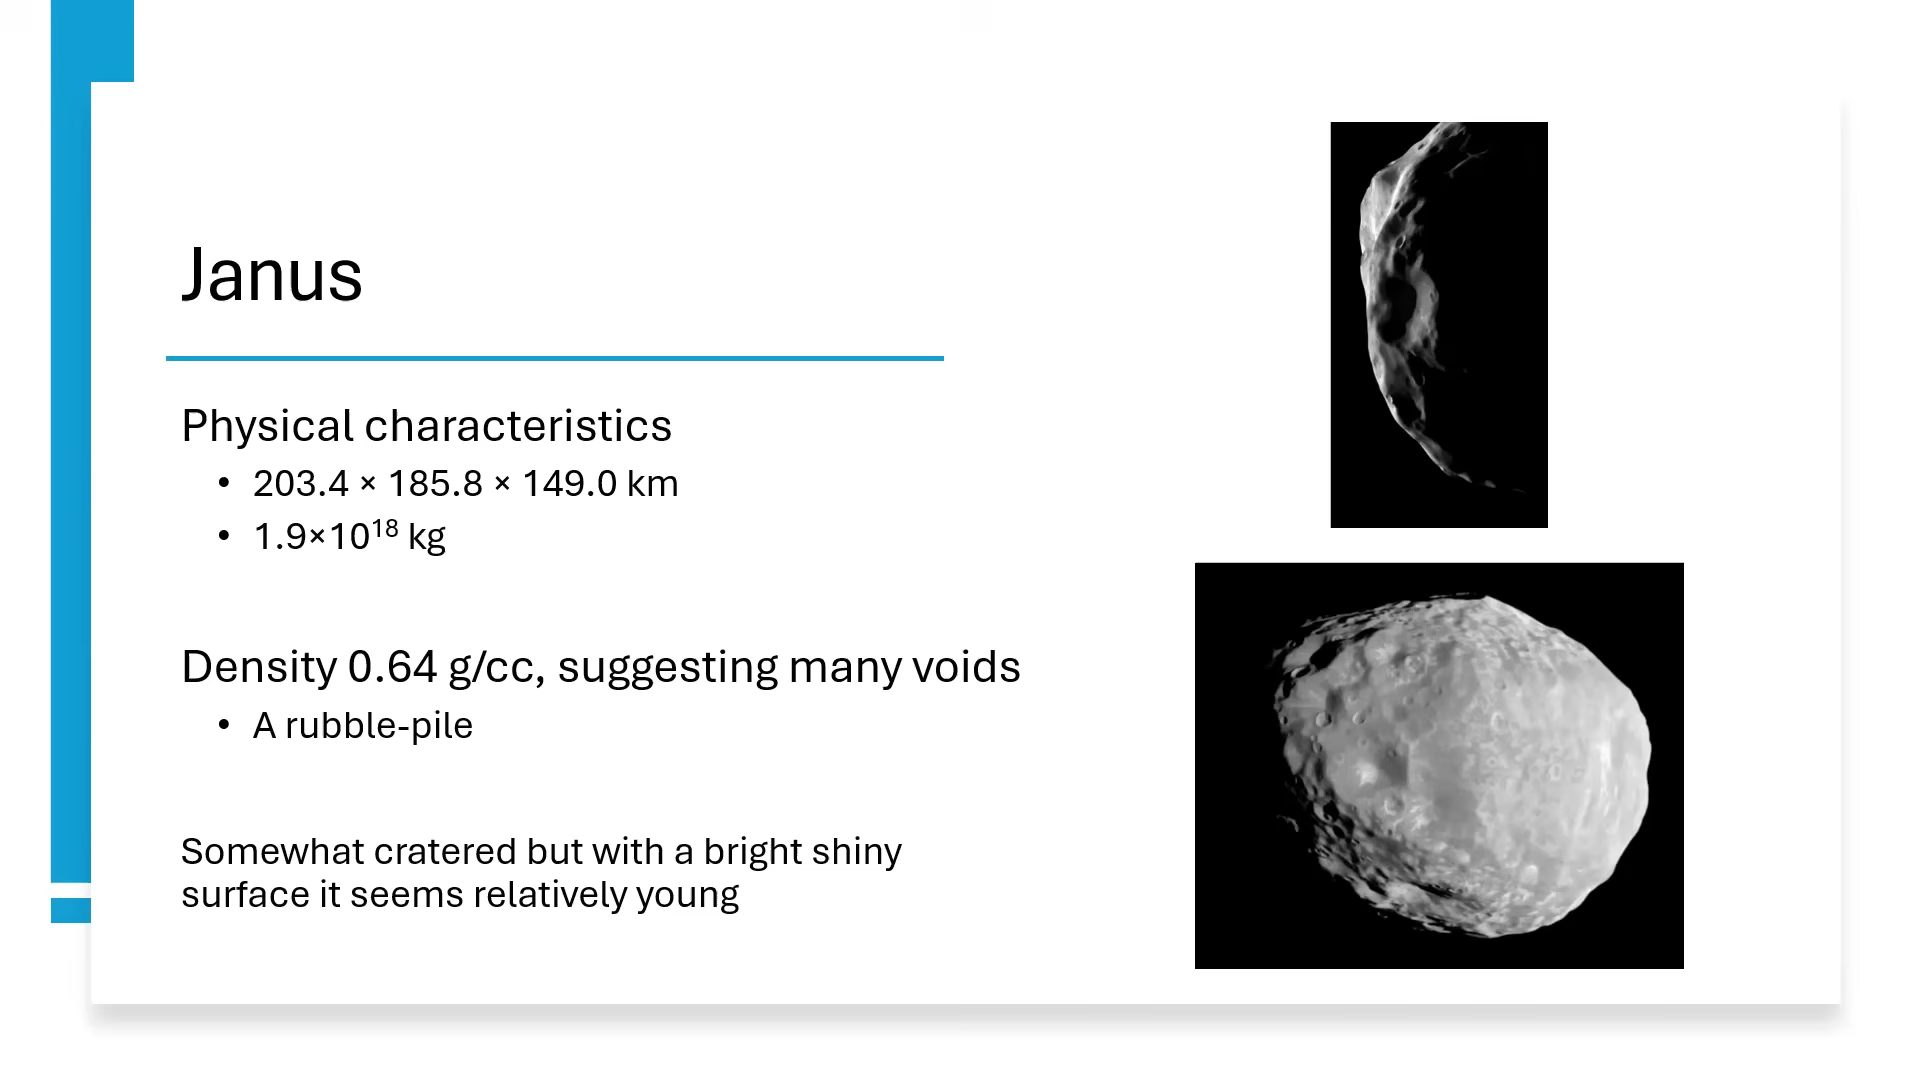 Janus
Physical characteristics
• 203.4 × 185.8 × 149.0 km
• 1.9×10¹⁸ kg
Density 0.64 g/cc, suggesting many voids
• A rubble-pile
Somewhat cratered but with a bright shiny
surface it seems relatively young